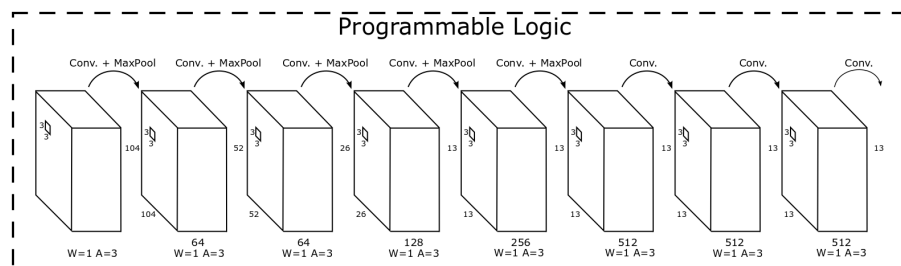 Programmable Logic
Conv. + MaxPool Conv. + MaxPool Conv. + MaxPool Conv. + MaxPool Conv. + MaxPool Conv. Conv. Conv.
3 3 3 3 3 3 3 3
3 3 3 3 3 3 3 3
104 52 26 13 13 13 13
104 52 26 13 13 13 13
64 64 128 256 512 512 512
W=1 A=3 W=1 A=3 W=1 A=3 W=1 A=3 W=1 A=3 W=1 A=3 W=1 A=3 W=1 A=3